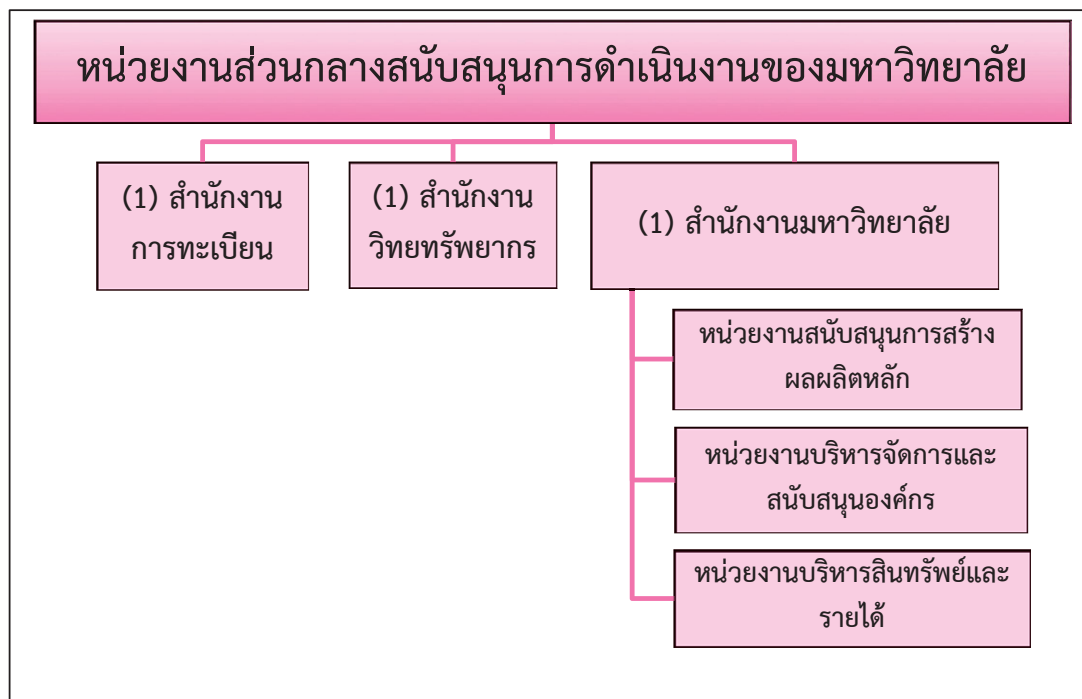 หน่วยงานส่วนกลางสนับสนุนการดำเนินงานของมหาวิทยาลัย
(1) สำนักงาน
การทะเบียน
(1) สำนักงาน
วิทยทรัพยากร
(1) สำนักงานมหาวิทยาลัย
หน่วยงานสนับสนุนการสร้าง
ผลผลิตหลัก
หน่วยงานบริหารจัดการและ
สนับสนุนองค์กร
หน่วยงานบริหารสินทรัพย์และ
รายได้